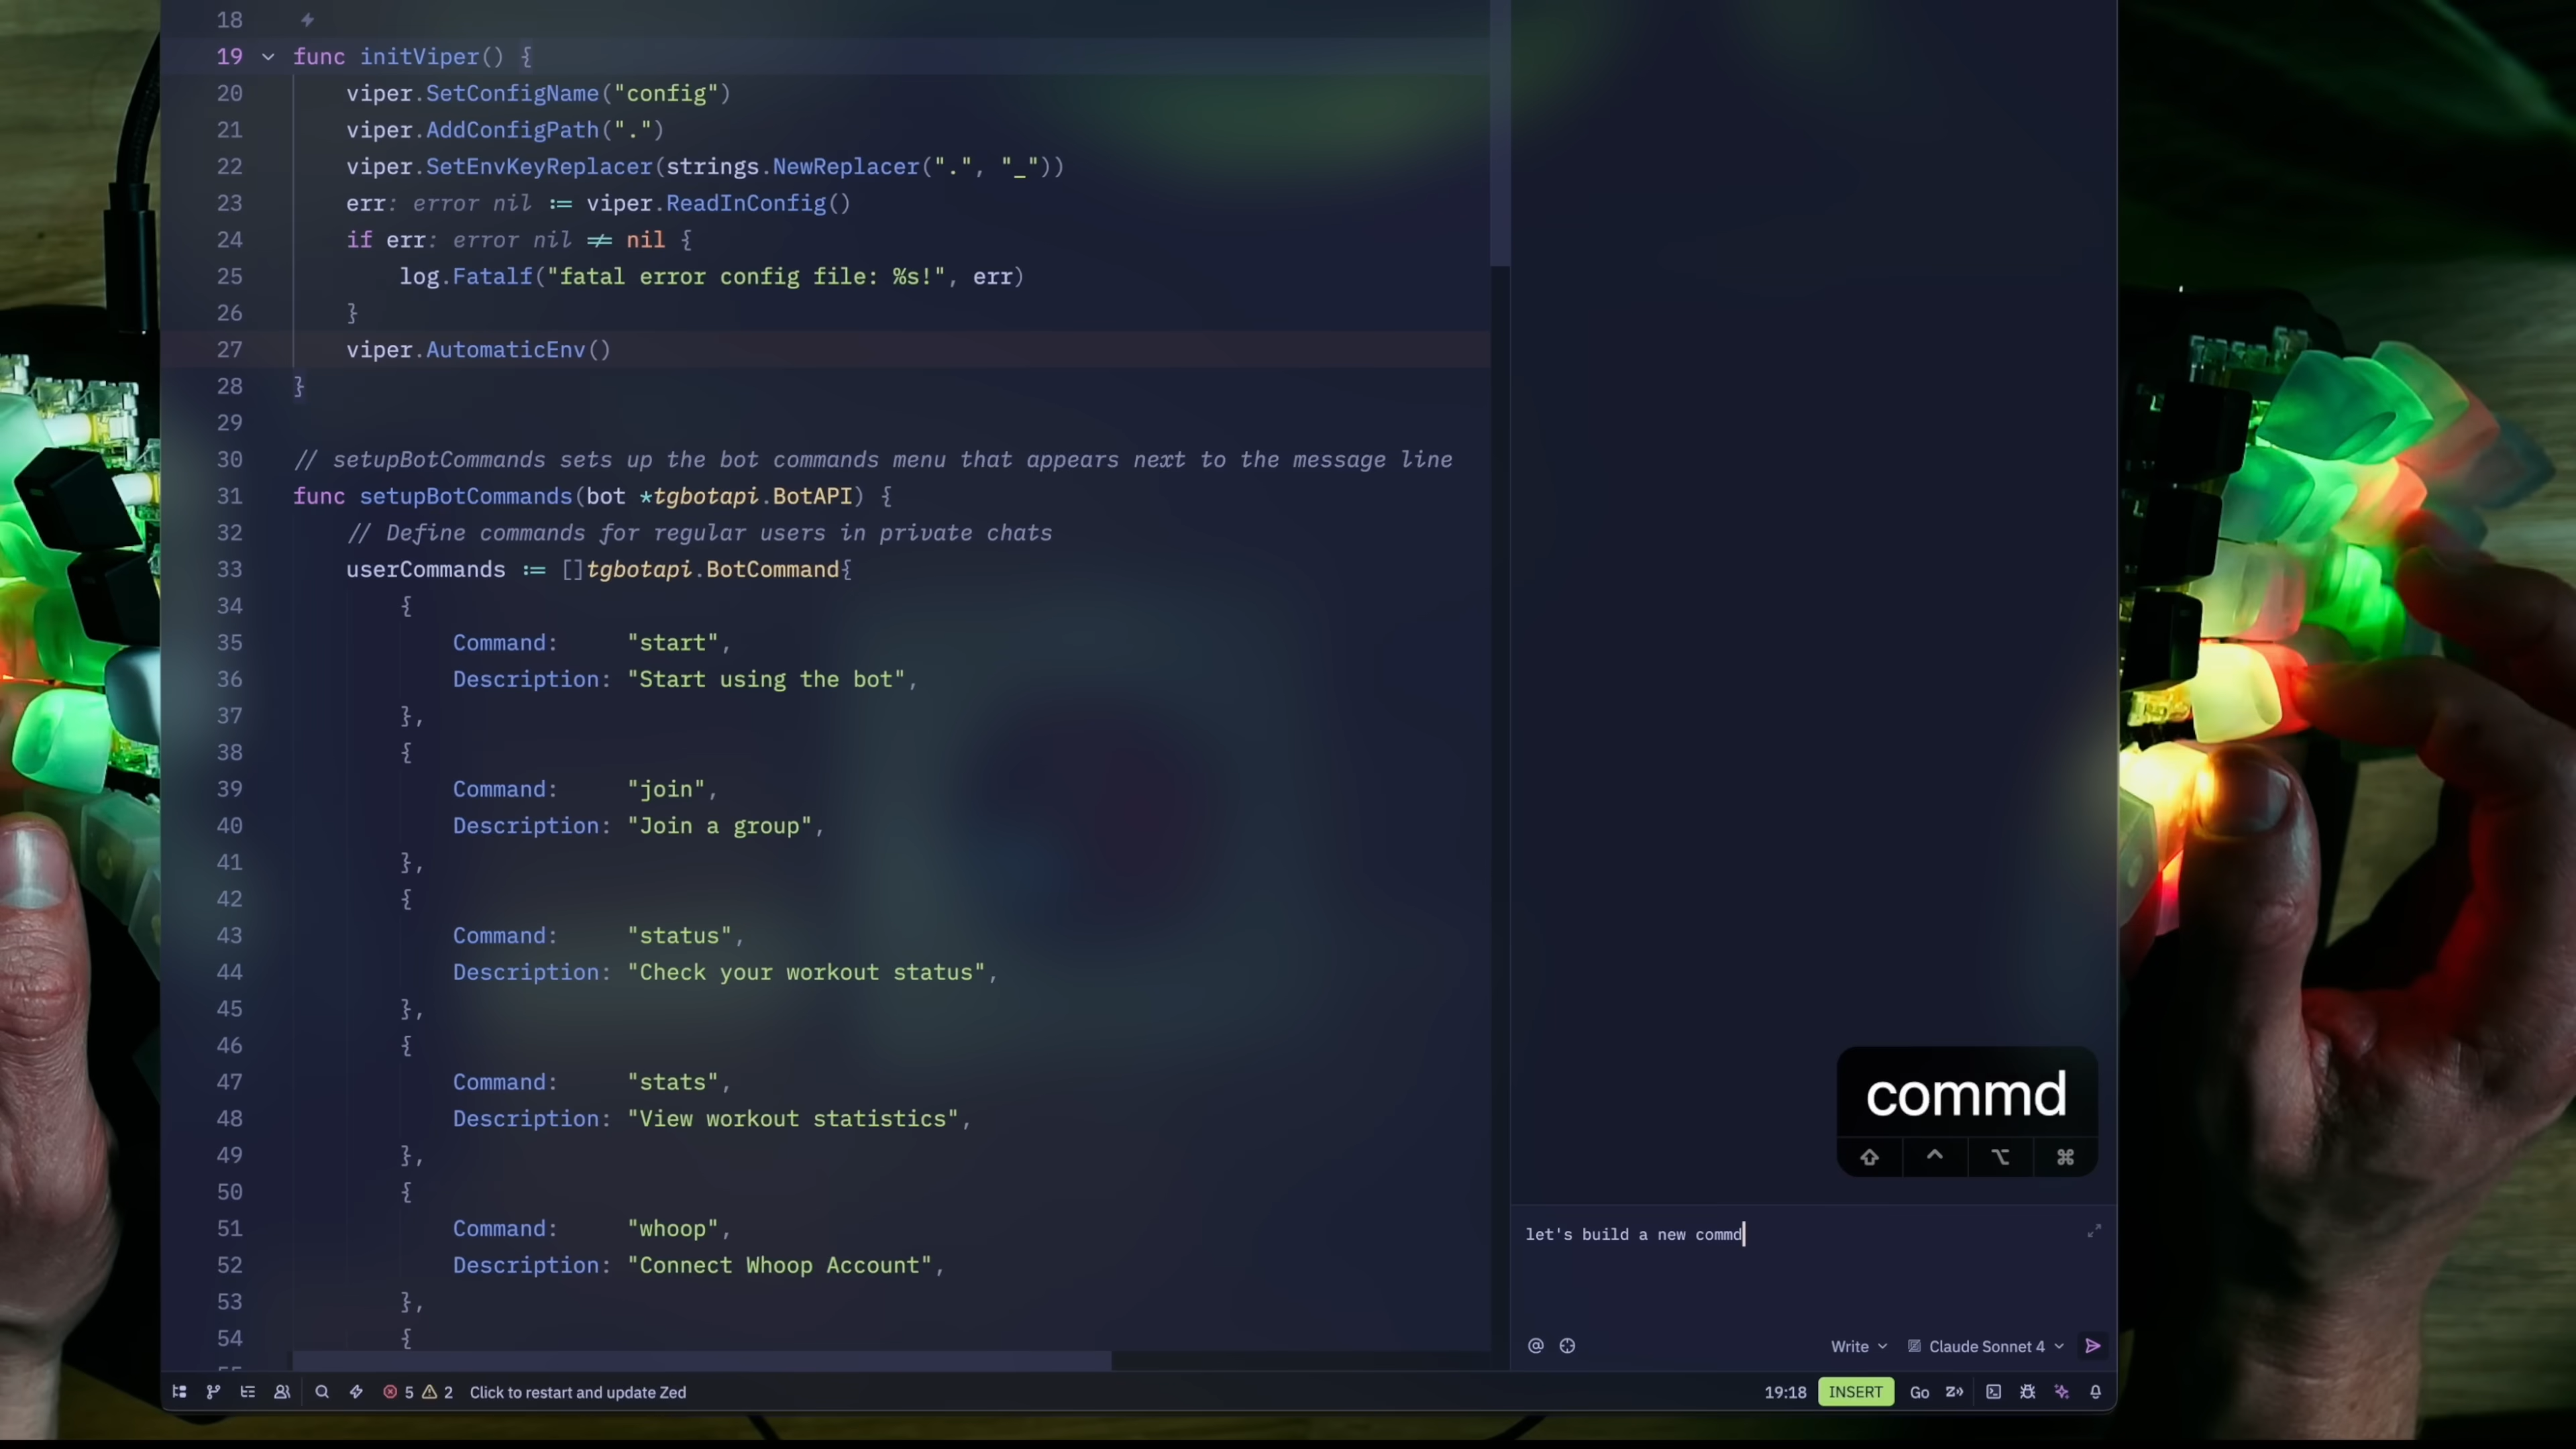 18
19 func initViper() {
20 viper.SetConfigName("config")
21 viper.AddConfigPath(".")
22 viper.SetEnvKeyReplacer(strings.NewReplacer(".", "_"))
23 err: error nil := viper.ReadInConfig()
24 if err: error nil ≠ nil {
25 log.Fatalf("fatal error config file: %s!", err)
26 }
27 viper.AutomaticEnv()
28 }
29
30 // setupBotCommands sets up the bot commands menu that appears next to the message line
31 func setupBotCommands(bot *tgbotapi.BotAPI) {
32 // Define commands for regular users in private chats
33 userCommands := []tgbotapi.BotCommand{
34 {
35 Command: "start",
36 Description: "Start using the bot",
37 },
38 {
39 Command: "join",
40 Description: "Join a group",
41 },
42 {
43 Command: "status",
44 Description: "Check your workout status",
45 },
46 {
47 Command: "stats",
48 Description: "View workout statistics",
49 },
50 {
51 Command: "whoop",
52 Description: "Connect Whoop Account",
53 },
54 {
commd
⌃ ⌥ ⌘
let's build a new commd
@ Write Claude Sonnet 4
5 2 Click to restart and update Zed 19:18 INSERT Go